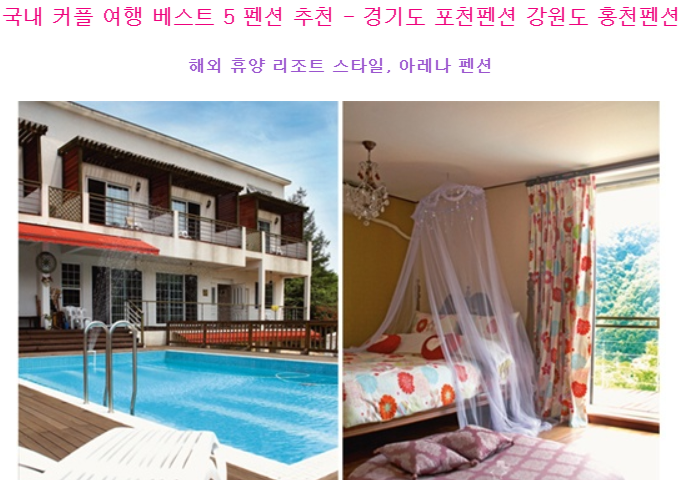 국내 커플 여행 베스트 5 펜션 추천 - 경기도 포천펜션 강원도 홍천펜션
해외 휴양 리조트 스타일, 아레나 펜션